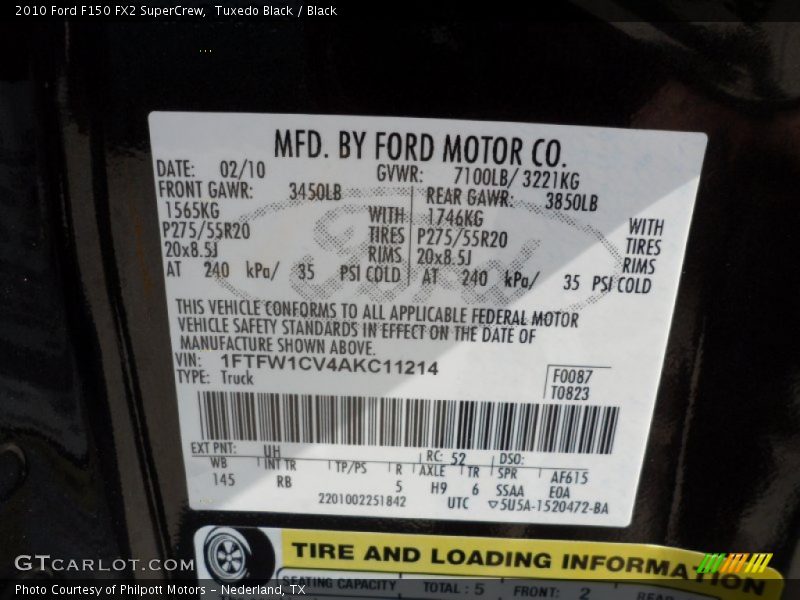 2010 Ford F150 FX2 SuperCrew,  Tuxedo Black / Black
MFD. BY FORD MOTOR CO.
DATE: 02/10 GVWR: 7100LB/ 3221KG
FRONT GAWR: 3450LB REAR GAWR: 3850LB
1565KG WITH 1746KG WITH
P275/55R20 TIRES P275/55R20 TIRES
20x8.5J RIMS 20x8.5J RIMS
AT 240 kPa/ 35 PSI COLD AT 240 kPa/ 35 PSI COLD
Ford
THIS VEHICLE CONFORMS TO ALL APPLICABLE FEDERAL MOTOR
VEHICLE SAFETY STANDARDS IN EFFECT ON THE DATE OF
MANUFACTURE SHOWN ABOVE.
VIN: 1FTFW1CV4AKC11214
TYPE: Truck
F0087
T0823
EXT PNT: UH RC: 52 DSO:
WB INT TR TP/PS R AXLE TR SPR AF615
145 RB 5 H9 6 SSAA EOA
2201002251842 UTC ▽5U5A-1520472-BA
TIRE AND LOADING INFORMATION
SEATING CAPACITY TOTAL : 5 FRONT: 2 REAR
GTCARLOT.COM
Photo Courtesy of Philpott Motors - Nederland, TX